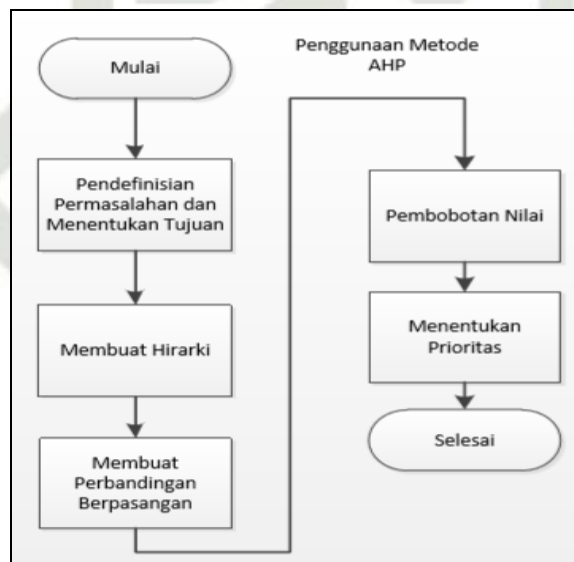 Penggunaan Metode
AHP
Mulai
Pendefinisian
Permasalahan dan
Menentukan Tujuan
Membuat Hirarki
Membuat
Perbandingan
Berpasangan
Pembobotan Nilai
Menentukan
Prioritas
Selesai